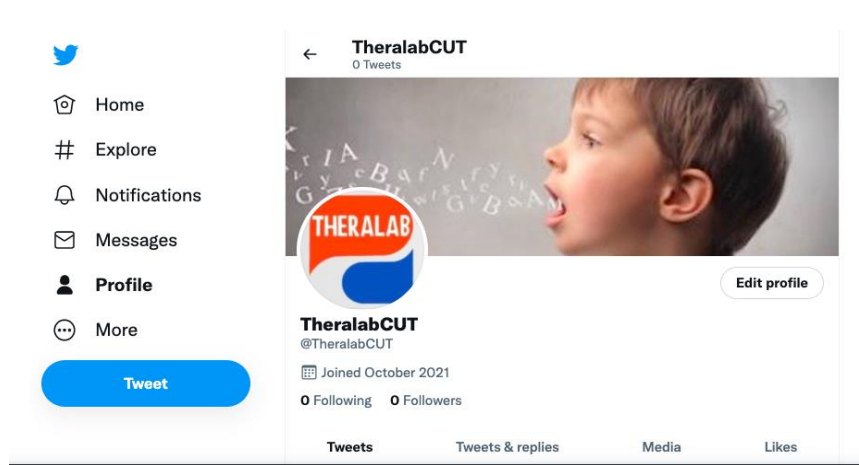 TheralabCUT
0 Tweets
Home
Explore
Notifications
Messages
Profile
More
Tweet
THERALAB
Edit profile
TheralabCUT
@TheralabCUT
Joined October 2021
0 Following 0 Followers
Tweets Tweets & replies Media Likes